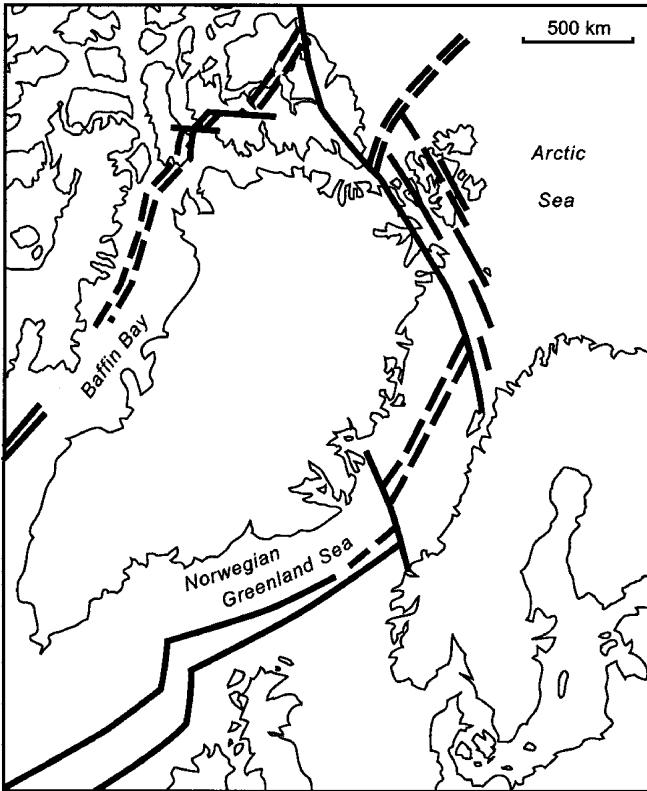 500 km
Arctic
Sea
Baffin Bay
Norwegian
Greenland Sea